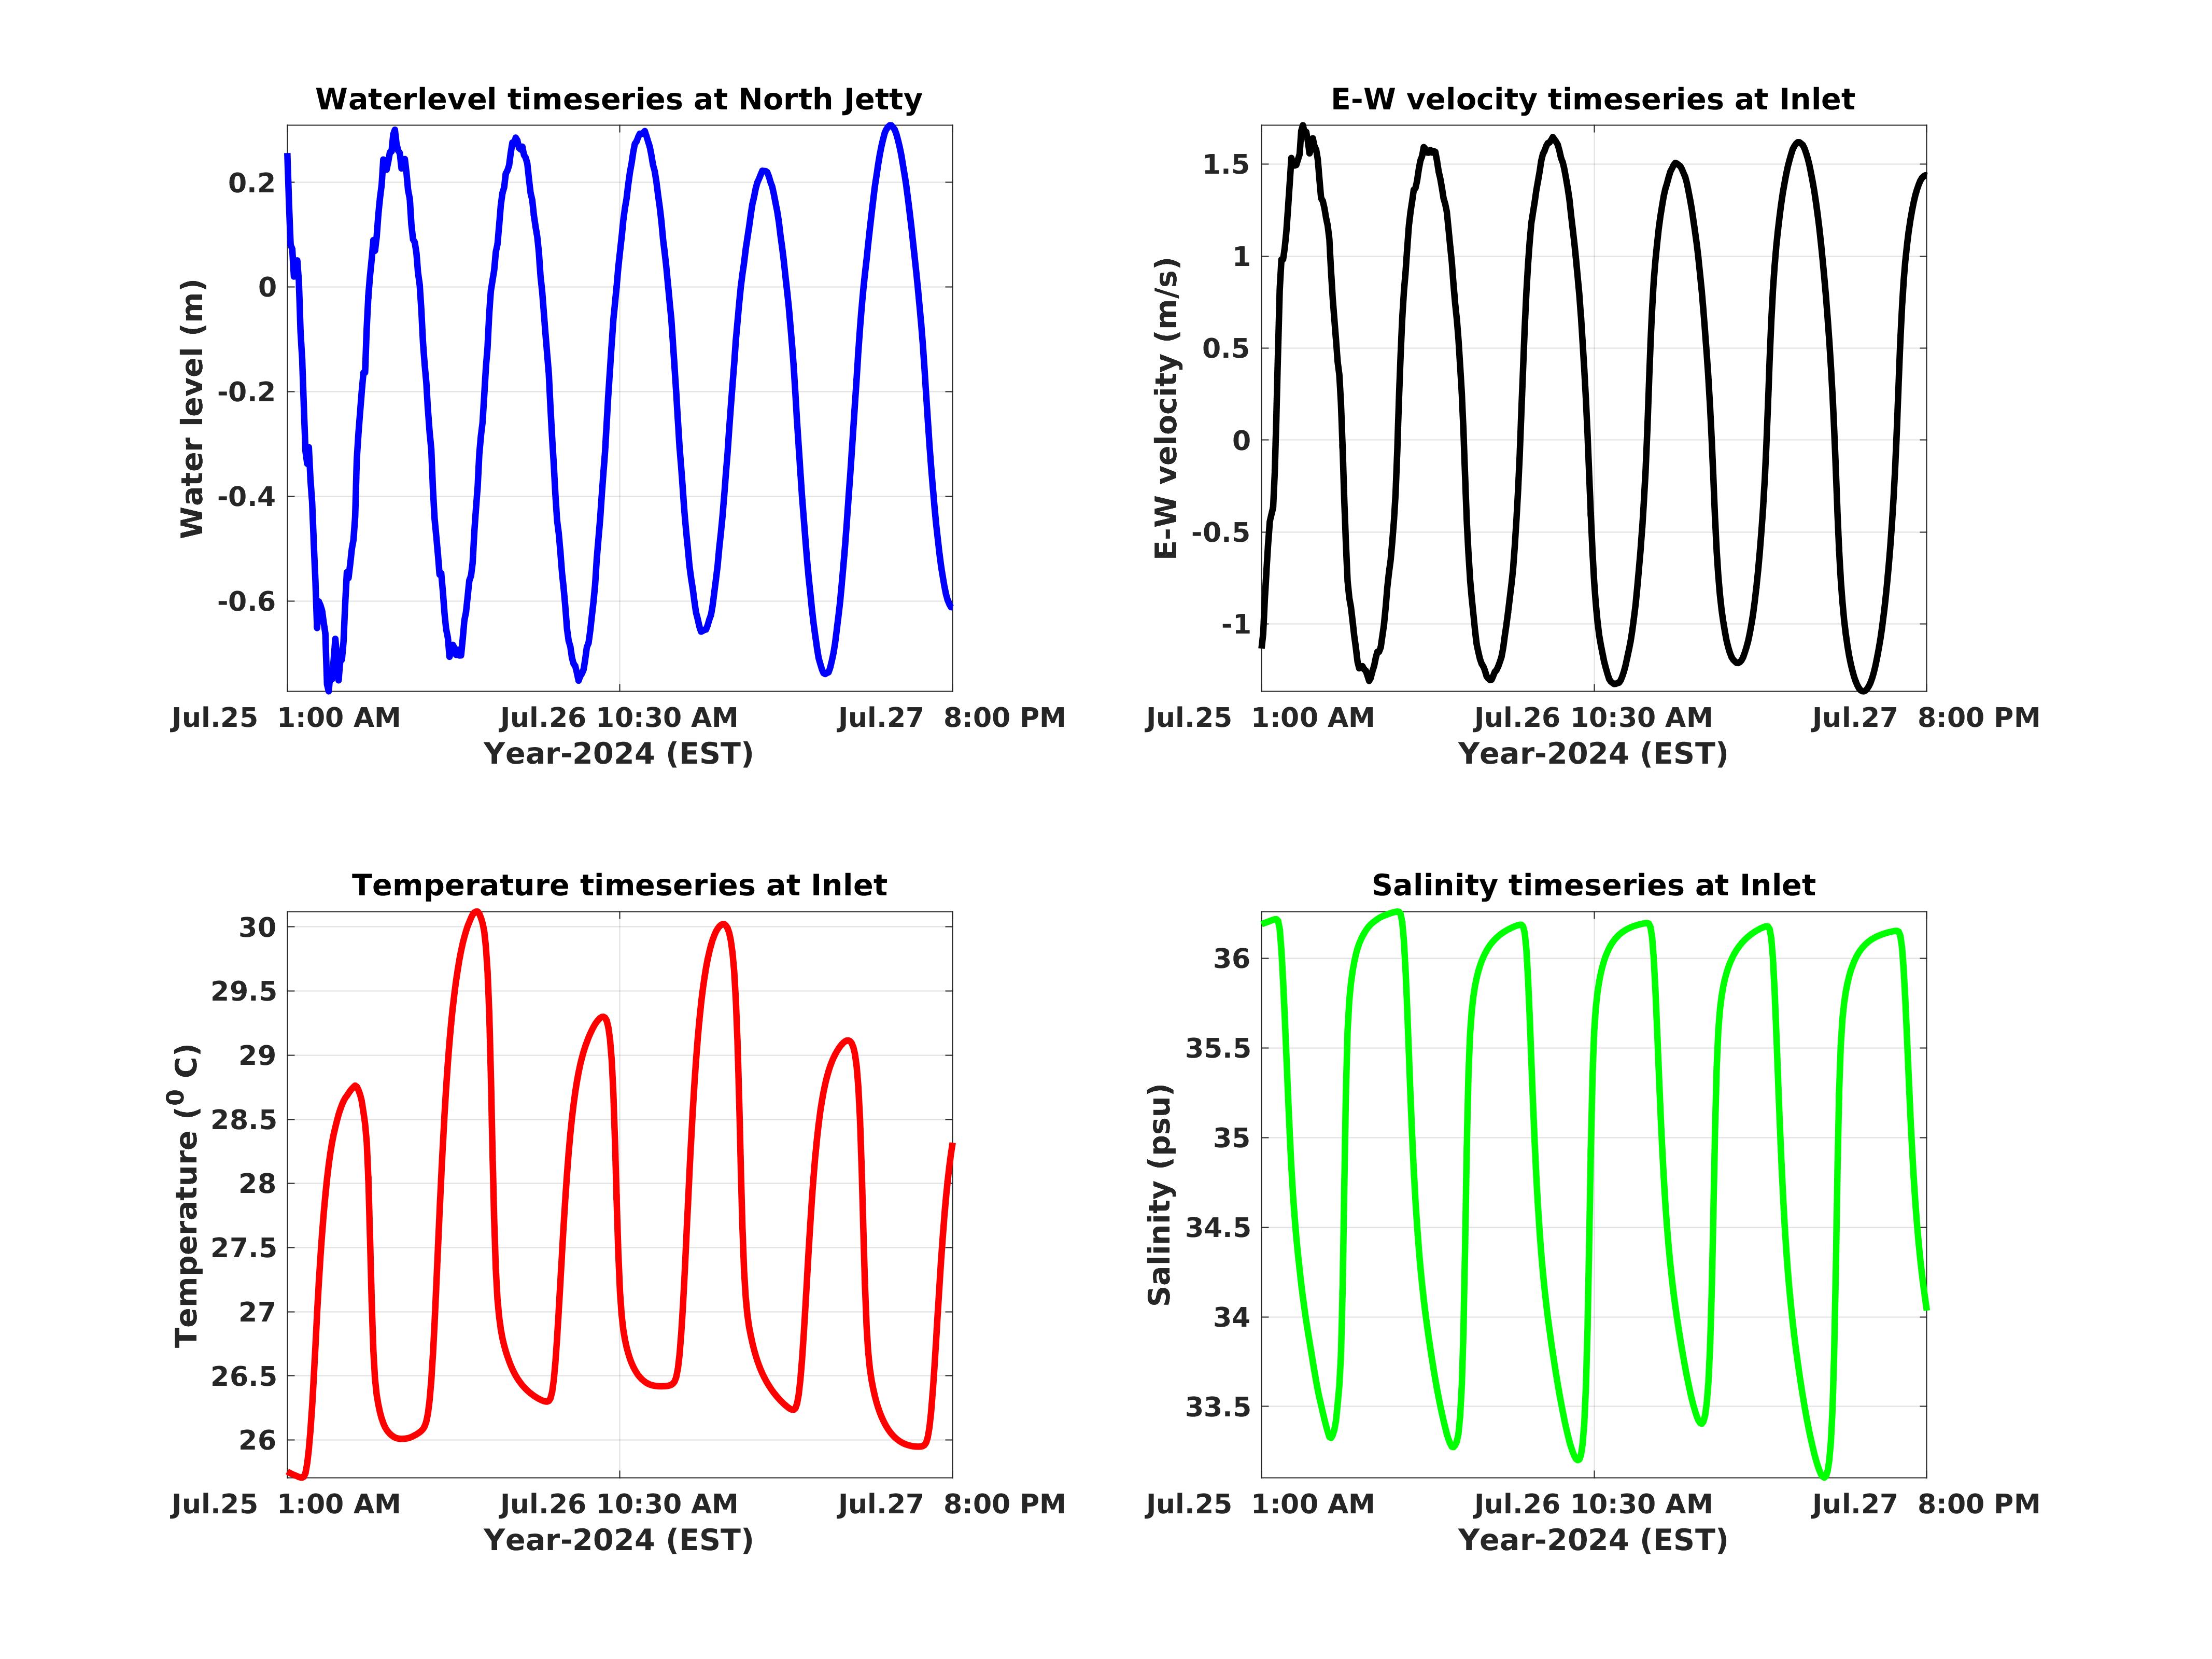 Waterlevel timeseries at North Jetty
Water level (m)
0.2
0
-0.2
-0.4
-0.6
Jul.25 1:00 AM Jul.26 10:30 AM Jul.27 8:00 PM
Year-2024 (EST)
E-W velocity timeseries at Inlet
E-W velocity (m/s)
1.5
1
0.5
0
-0.5
-1
Jul.25 1:00 AM Jul.26 10:30 AM Jul.27 8:00 PM
Year-2024 (EST)
Temperature timeseries at Inlet
Temperature (⁰ C)
30
29.5
29
28.5
28
27.5
27
26.5
26
Jul.25 1:00 AM Jul.26 10:30 AM Jul.27 8:00 PM
Year-2024 (EST)
Salinity timeseries at Inlet
Salinity (psu)
36
35.5
35
34.5
34
33.5
Jul.25 1:00 AM Jul.26 10:30 AM Jul.27 8:00 PM
Year-2024 (EST)